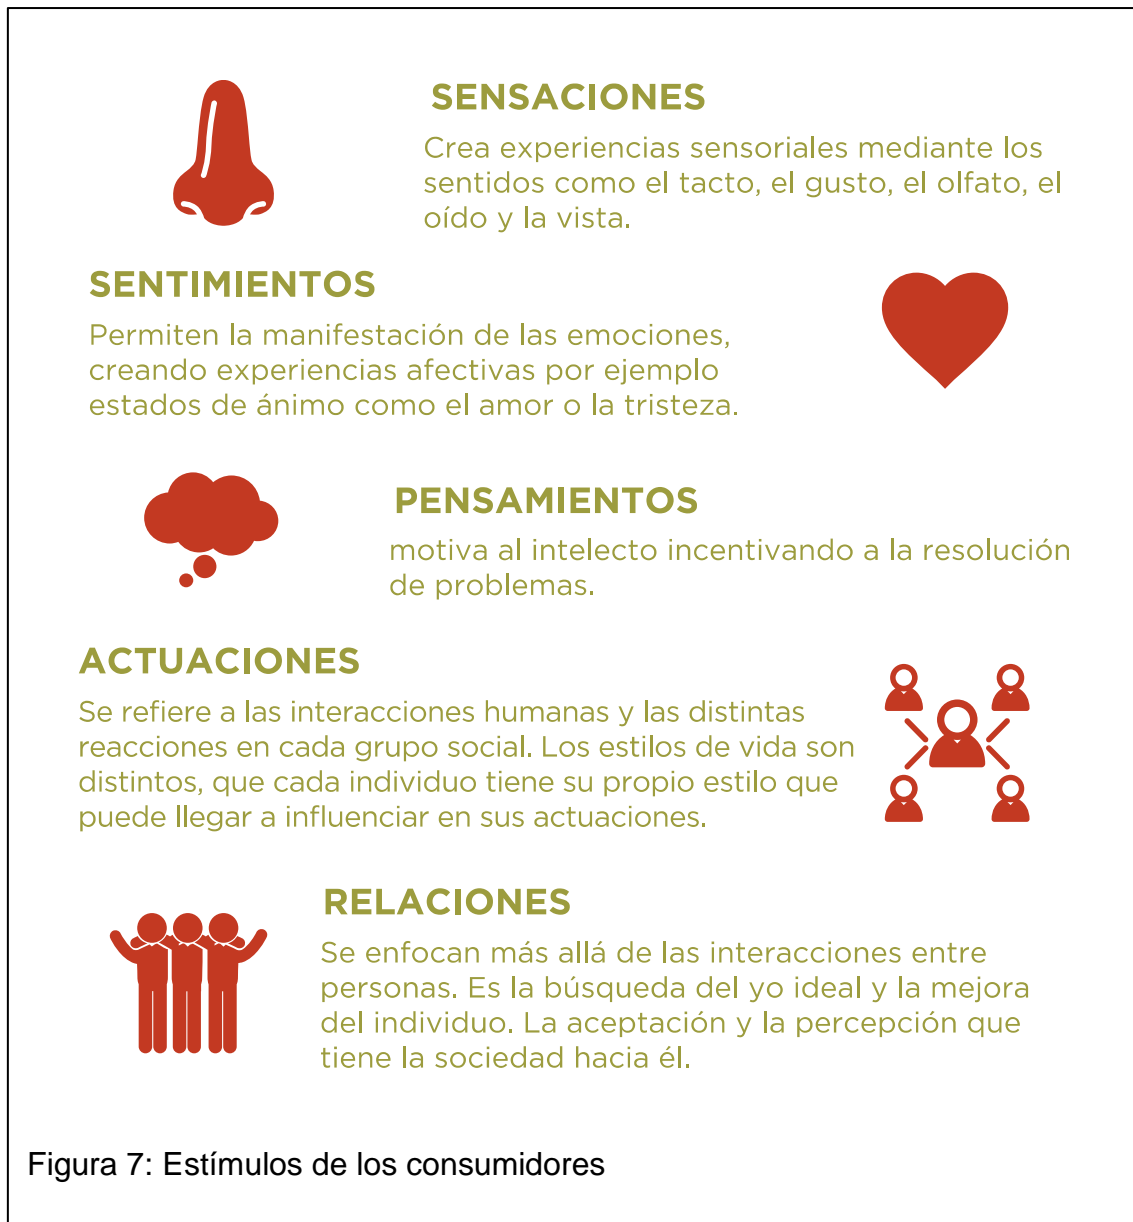 SENSACIONES
Crea experiencias sensoriales mediante los
sentidos como el tacto, el gusto, el olfato, el
oído y la vista.
SENTIMIENTOS
Permiten la manifestación de las emociones,
creando experiencias afectivas por ejemplo
estados de ánimo como el amor o la tristeza.
PENSAMIENTOS
motiva al intelecto incentivando a la resolución
de problemas.
ACTUACIONES
Se refiere a las interacciones humanas y las distintas
reacciones en cada grupo social. Los estilos de vida son
distintos, que cada individuo tiene su propio estilo que
puede llegar a influenciar en sus actuaciones.
RELACIONES
Se enfocan más allá de las interacciones entre
personas. Es la búsqueda del yo ideal y la mejora
del individuo. La aceptación y la percepción que
tiene la sociedad hacia él.
Figura 7: Estímulos de los consumidores